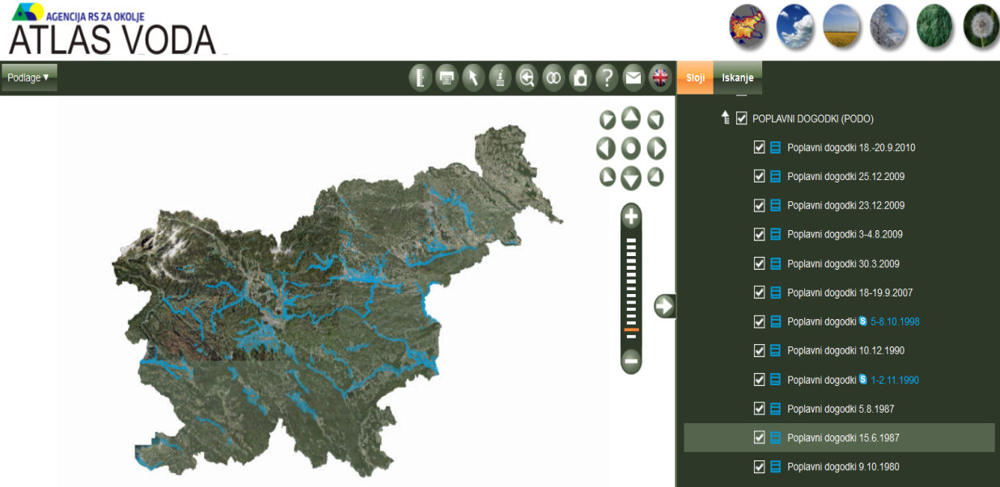 AGENCIJA RS ZA OKOLJE
ATLAS VODA
Podlage ▼
i
?
Sloji
Iskanje
POPLAVNI DOGODKI (PODO)
Poplavni dogodki 18.-20.9.2010
Poplavni dogodki 25.12.2009
Poplavni dogodki 23.12.2009
Poplavni dogodki 3-4.8.2009
Poplavni dogodki 30.3.2009
Poplavni dogodki 18-19.9.2007
Poplavni dogodki S 5-8.10.1998
Poplavni dogodki 10.12.1990
Poplavni dogodki S 1-2.11.1990
Poplavni dogodki 5.8.1987
Poplavni dogodki 15.6.1987
Poplavni dogodki 9.10.1980